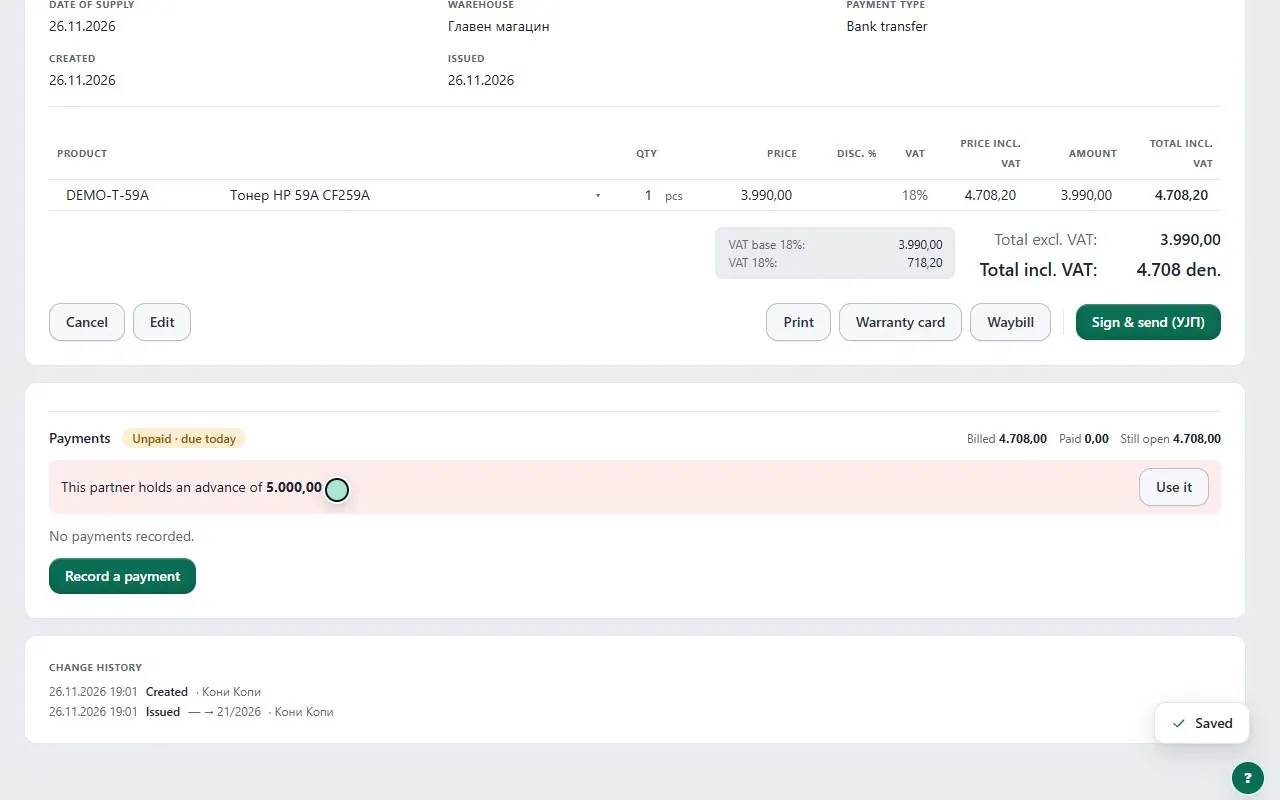 DATE OF SUPPLY WAREHOUSE PAYMENT TYPE
26.11.2026 Главен магацин Bank transfer
CREATED ISSUED
26.11.2026 26.11.2026
PRODUCT QTY PRICE DISC. % VAT PRICE INCL. VAT AMOUNT TOTAL INCL. VAT
DEMO-T-59A Тонер HP 59A CF259A 1 pcs 3.990,00 18% 4.708,20 3.990,00 4.708,20
VAT base 18%: 3.990,00 Total excl. VAT: 3.990,00
VAT 18%: 718,20 Total incl. VAT: 4.708 den.
Cancel Edit Print Warranty card Waybill Sign & send (УЈП)
Payments Unpaid · due today Billed 4.708,00 Paid 0,00 Still open 4.708,00
This partner holds an advance of 5.000,00 Use it
No payments recorded.
Record a payment
CHANGE HISTORY
26.11.2026 19:01 Created · Кони Копи
26.11.2026 19:01 Issued — → 21/2026 · Кони Копи
✓ Saved
?